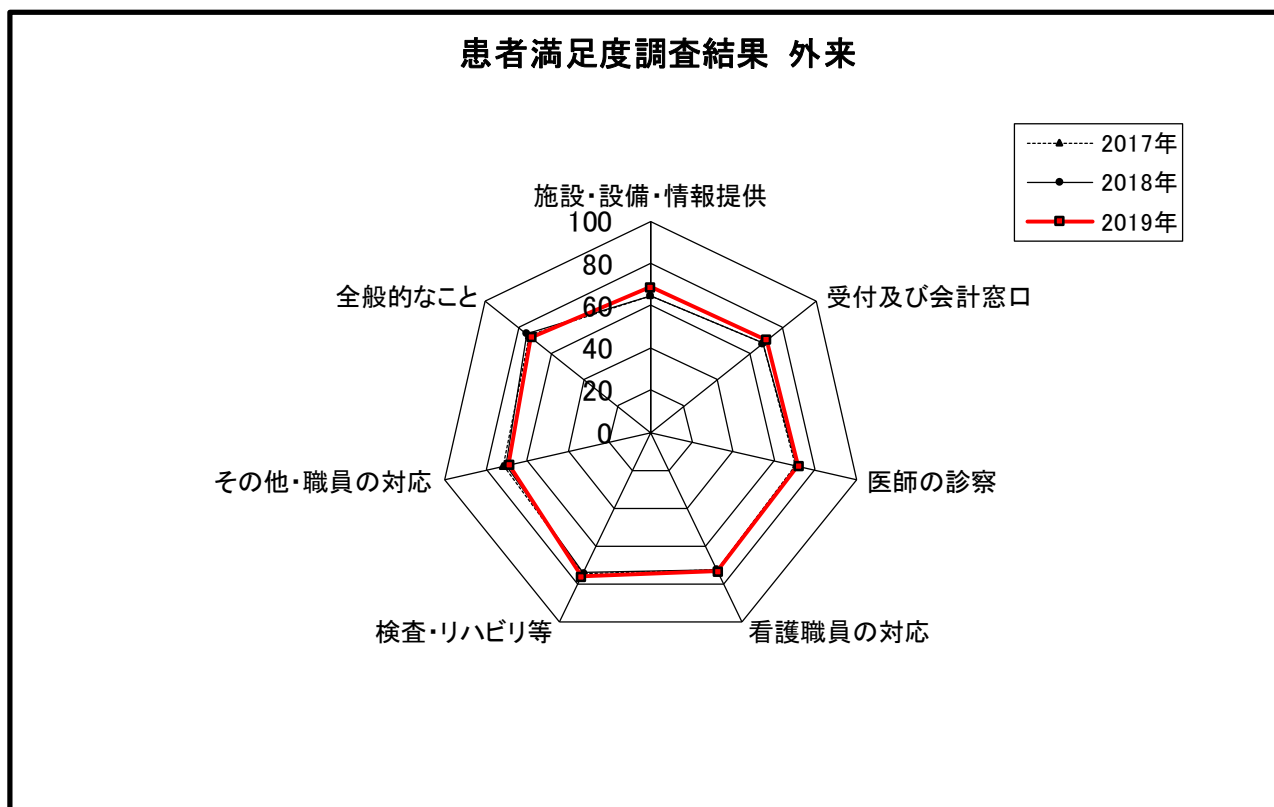 患者満足度調査結果 外来
2017年
2018年
2019年
施設・設備・情報提供
受付及び会計窓口
医師の診察
看護職員の対応
検査・リハビリ等
その他・職員の対応
全般的なこと
100
80
60
40
20
0